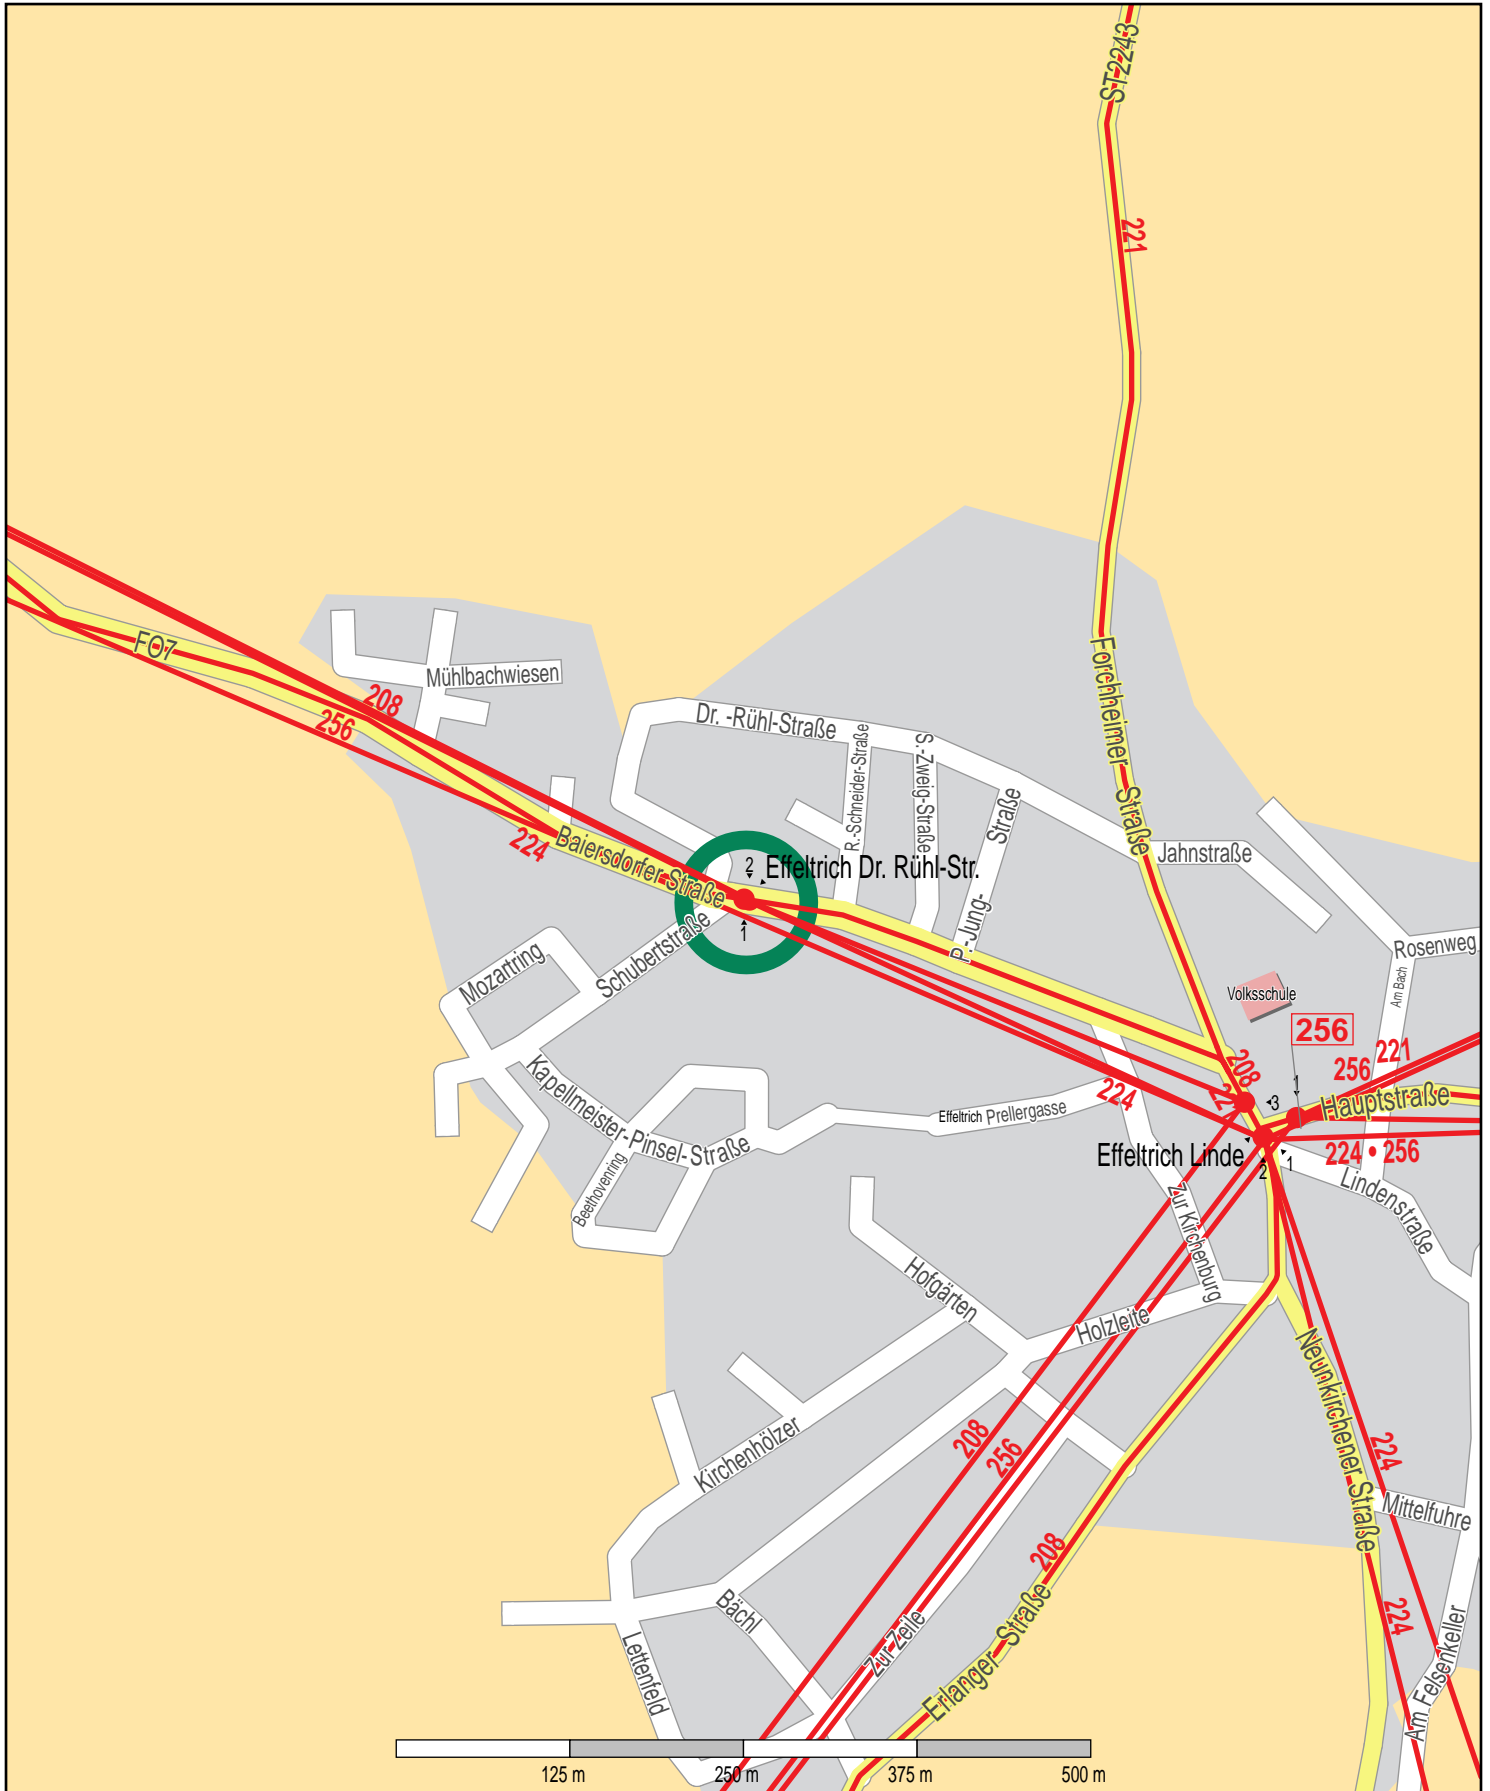 ST2243
221
FO7
Mühlbachwiesen
208
256
224
Dr. -Rühl-Straße
R.-Schneider-Straße
S.-Zweig-Straße
P.-Jung- Straße
Forchheimer Straße
Jahnstraße
Baiersdorfer Straße
2
Effeltrich Dr. Rühl-Str.
1
Schubertstraße
Mozartring
Rosenweg
Am Bach
Volksschule
256
221
256
208
224
1
3
Hauptstraße
224
Kapellmeister-Pinsel-Straße
Effeltrich Prellergasse
Effeltrich Linde
1
2
224 • 256
Lindenstraße
Beethovenring
Zur Kirchenburg
Hofgärten
Holzleite
Neunkirchener Straße
208
256
224
Kirchenhölzer
Mittelfuhre
208
Bächl
Zur Zeile
Erlanger Straße
224
Lettenfeld
Am Felsenkeller
125 m
250 m
375 m
500 m